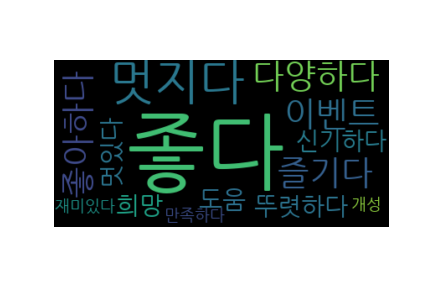 멋지다
다양하다
좋아하다
이벤트
멋있다
좋다
신기하다
즐기다
재미있다
희망
만족하다
도움
뚜렷하다
개성